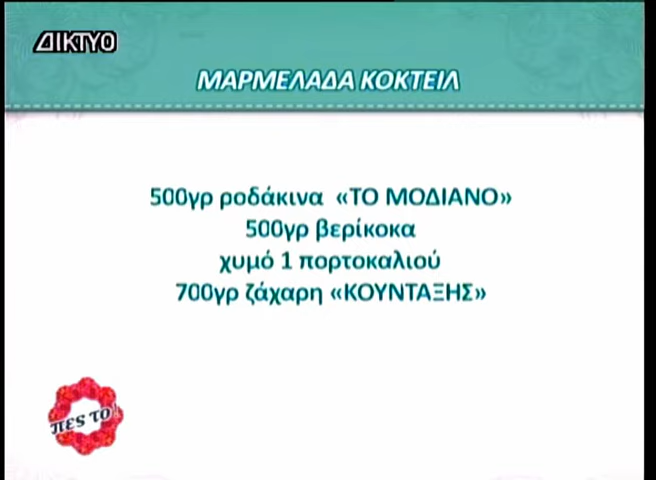 ΔΙΚΤΥΟ
ΜΑΡΜΕΛΑΔΑ ΚΟΚΤΕΙΛ
500γρ ροδάκινα «ΤΟ ΜΟΔΙΑΝΟ»
500γρ βερίκοκα
χυμό 1 πορτοκαλιού
700γρ ζάχαρη «ΚΟΥΝΤΑΞΗΣ»
πες το!